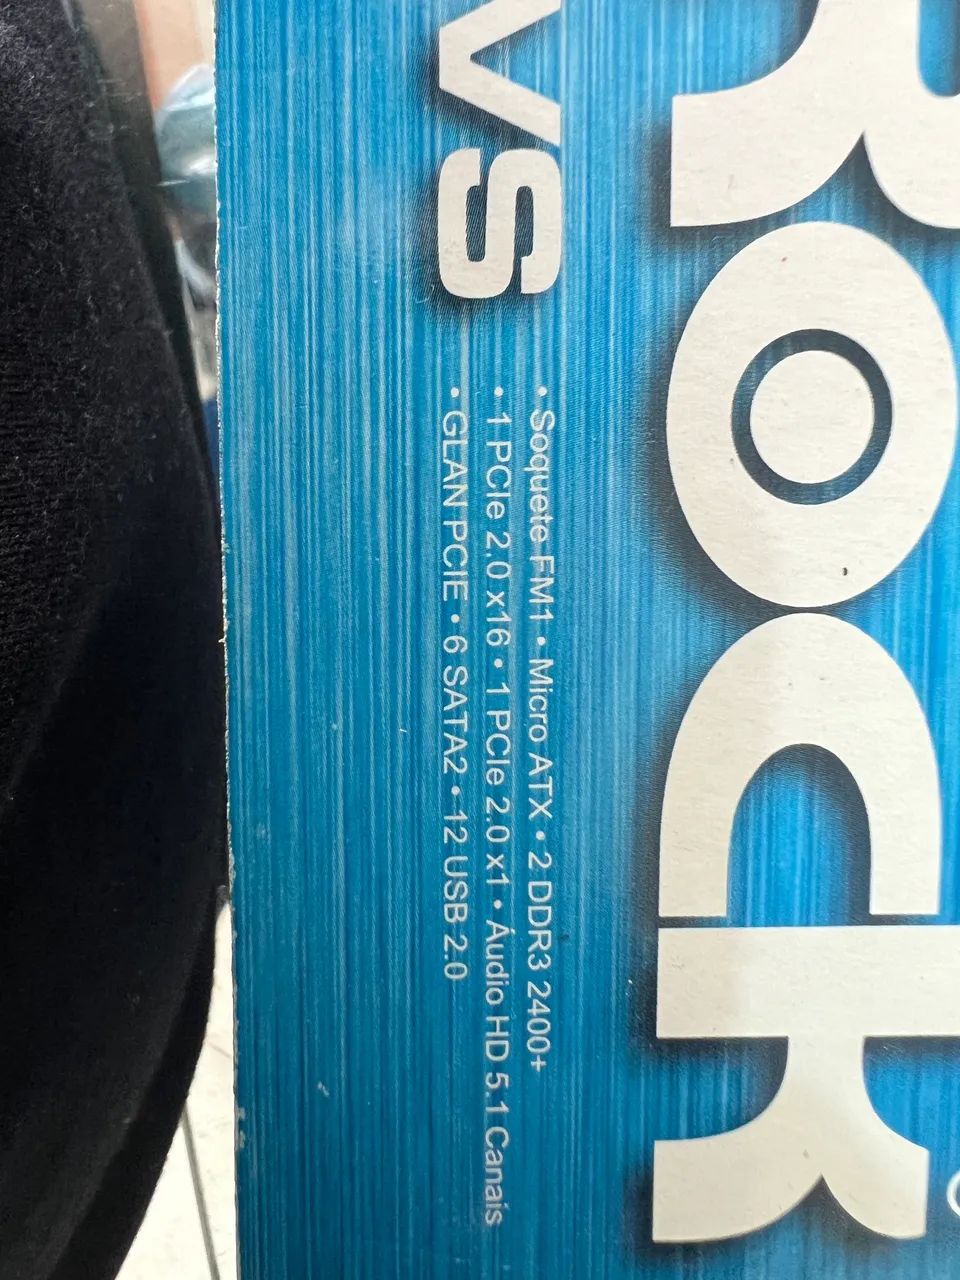 Rock
VS
• Soquete FM1 • Micro ATX • 2 DDR3 2400+
• 1 PCIe 2.0 x16 • 1 PCIe 2.0 x1 • Áudio HD 5.1 Canais
• GLAN PCIE • 6 SATA2 • 12 USB 2.0